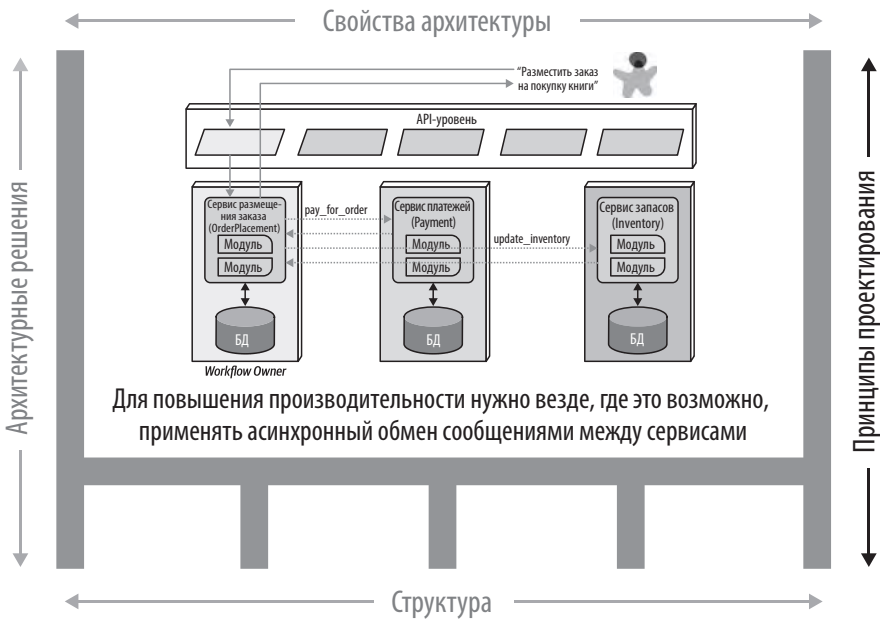 Свойства архитектуры
Архитектурные решения
Принципы проектирования
"Разместить заказ
на покупку книги"
API-уровень
Сервис размеще-
ния заказа
(OrderPlacement)
Модуль
Модуль
БД
Workflow Owner
pay_for_order
Сервис платежей
(Payment)
Модуль
Модуль
БД
update_inventory
Сервис запасов
(Inventory)
Модуль
Модуль
БД
Для повышения производительности нужно везде, где это возможно,
применять асинхронный обмен сообщениями между сервисами
Структура